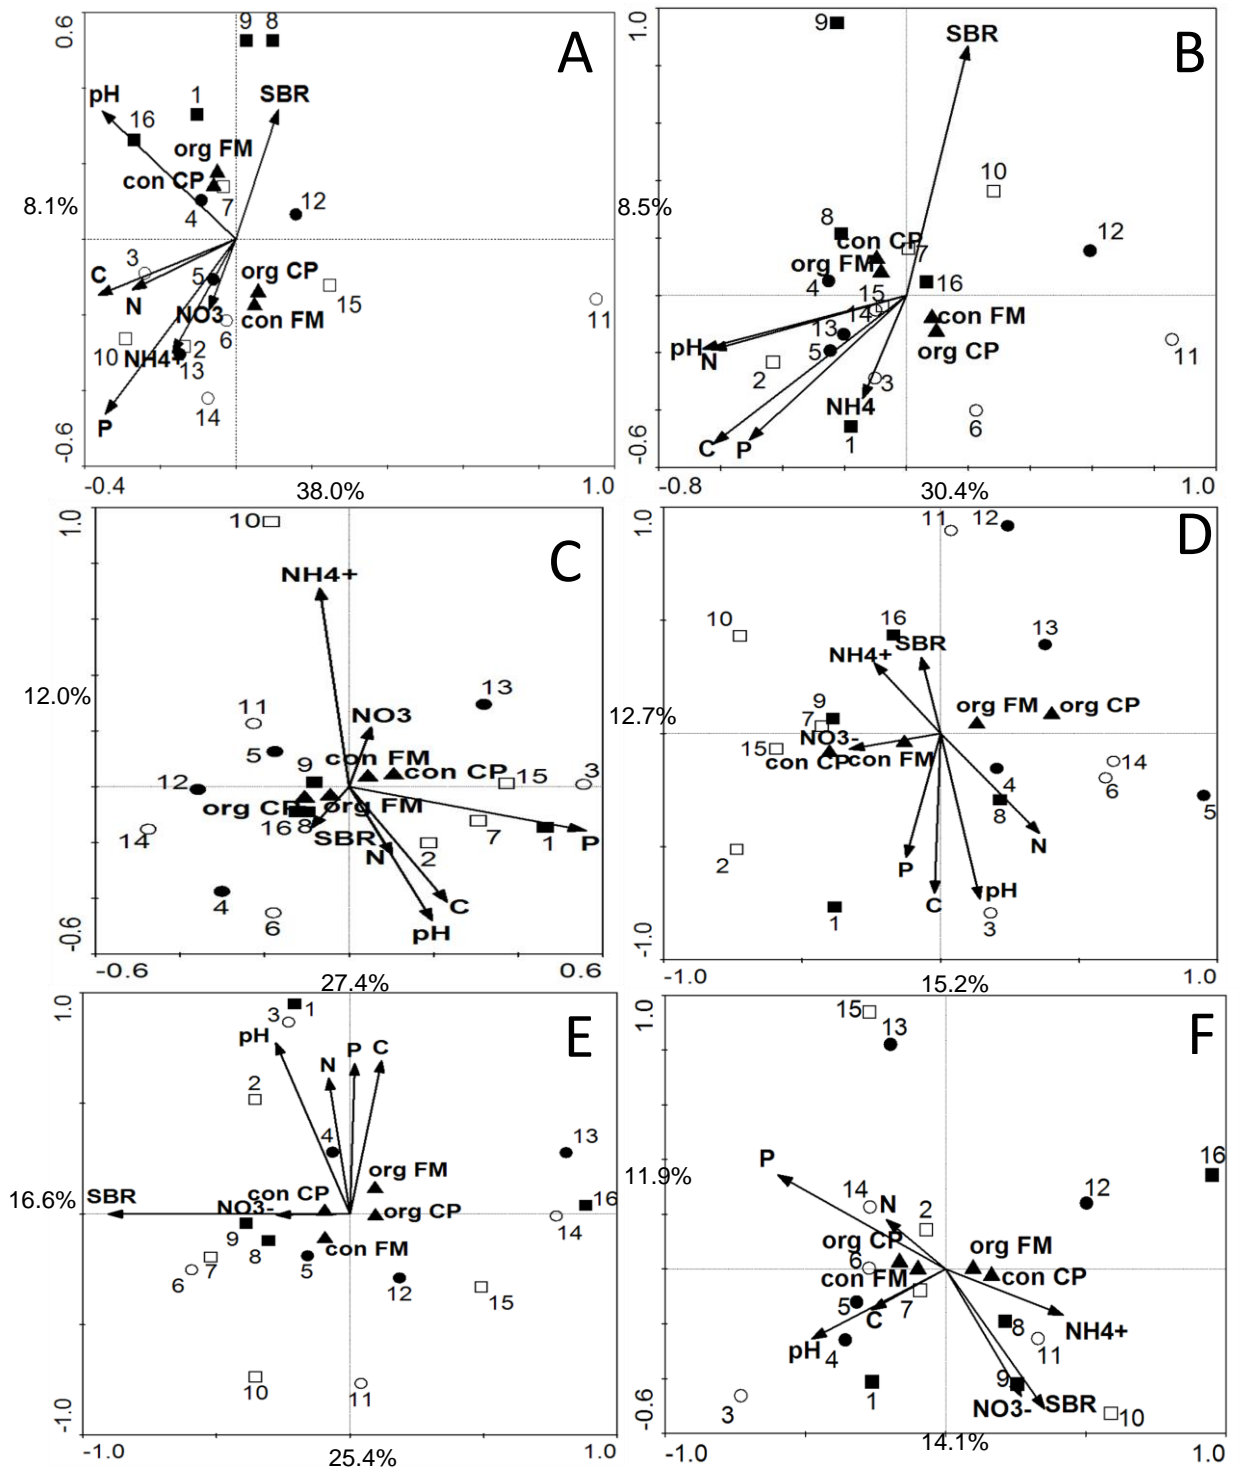 0.6
9 8
A
pH
1
SBR
16
org FM
con CP
7
4
12
8.1%
3
C
N
5
org CP
NO3
con FM
15
11
6
10
NH4+
2
13
14
P
-0.6
-0.4
38.0%
1.0
1.0
9
SBR
B
10
8.5%
8
con CP
7
12
org FM
4
15
16
14
con FM
13
pH
N
5
org CP
11
2
3
NH4
6
C
P
1
-0.6
-0.8
30.4%
1.0
1.0
10
C
NH4+
12.0%
13
11
NO3
5
con FM
9
con CP
15
3
12
org CP
org FM
16
8
14
SBR
7
1
P
N
2
4
C
6
pH
-0.6
-0.6
27.4%
0.6
1.0
11
12
D
10
16
13
NH4+
SBR
12.7%
9
7
org FM
org CP
NO3-
15
con CP
con FM
14
4
6
5
8
N
2
P
C
pH
1
3
-1.0
-1.0
15.2%
1.0
1.0
1
3
E
pH
P
C
N
2
4
13
org FM
16.6%
SBR
con CP
16
NO3-
org CP
14
9
8
con FM
5
6
7
12
15
10
11
-1.0
-1.0
25.4%
1.0
1.0
15
13
F
P
16
11.9%
14
N
2
12
org CP
org FM
6
con FM
con CP
5
7
C
8
NH4+
pH
4
11
1
9
3
NO3-
SBR
10
-0.6
-1.0
14.1%
1.0